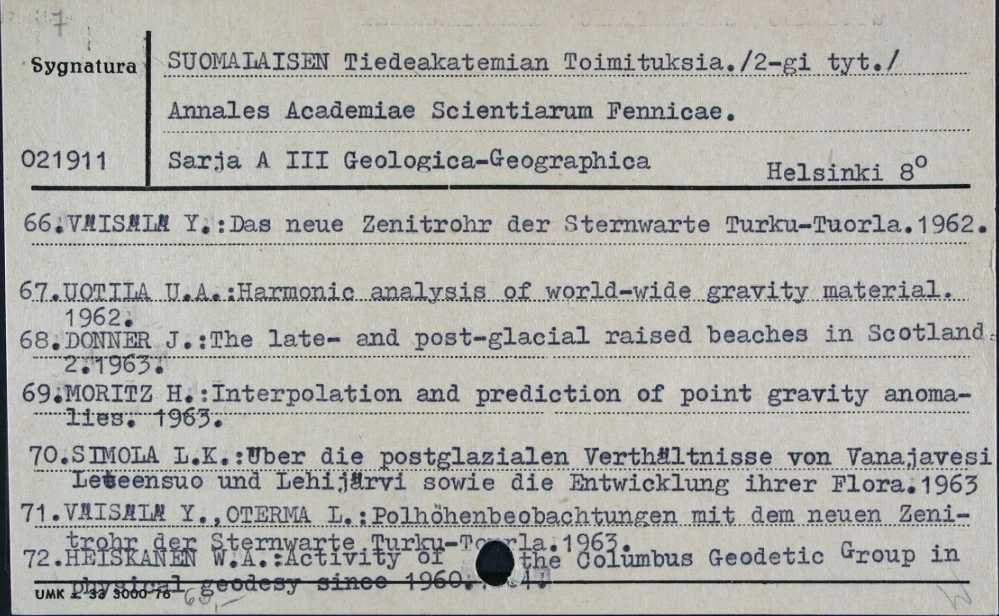 7
Sygnatura
SUOMALAISEN Tiedeakatemian Toimituksia./2-gi tyt./
Annales Academiae Scientiarum Fennicae.
021911
Sarja A III Geologica-Geographica
Helsinki 8°
66.VÄISÄLÄ Y.:Das neue Zenitrohr der Sternwarte Turku-Tuorla.1962.
67.UOTILA U.A.:Harmonic analysis of world-wide gravity material.
1962.
68.DONNER J.:The late- and post-glacial raised beaches in Scotland
2.1963.
69.MORITZ H.:Interpolation and prediction of point gravity anoma-
lies. 1963.
70.SIMOLA L.K.:Über die postglazialen Verthältnisse von Vanajavesi
Leteensuo und Lehijärvi sowie die Entwicklung ihrer Flora.1963
71.VÄISÄLÄ Y.,OTERMA L.:Polhöhenbeobachtungen mit dem neuen Zeni-
trohr der Sternwarte 1963.
72.HEISKANEN W.A.:Activity of the Columbus Geodetic Group in
physical geodesy since 1960.
UMK Z 33 3000 76